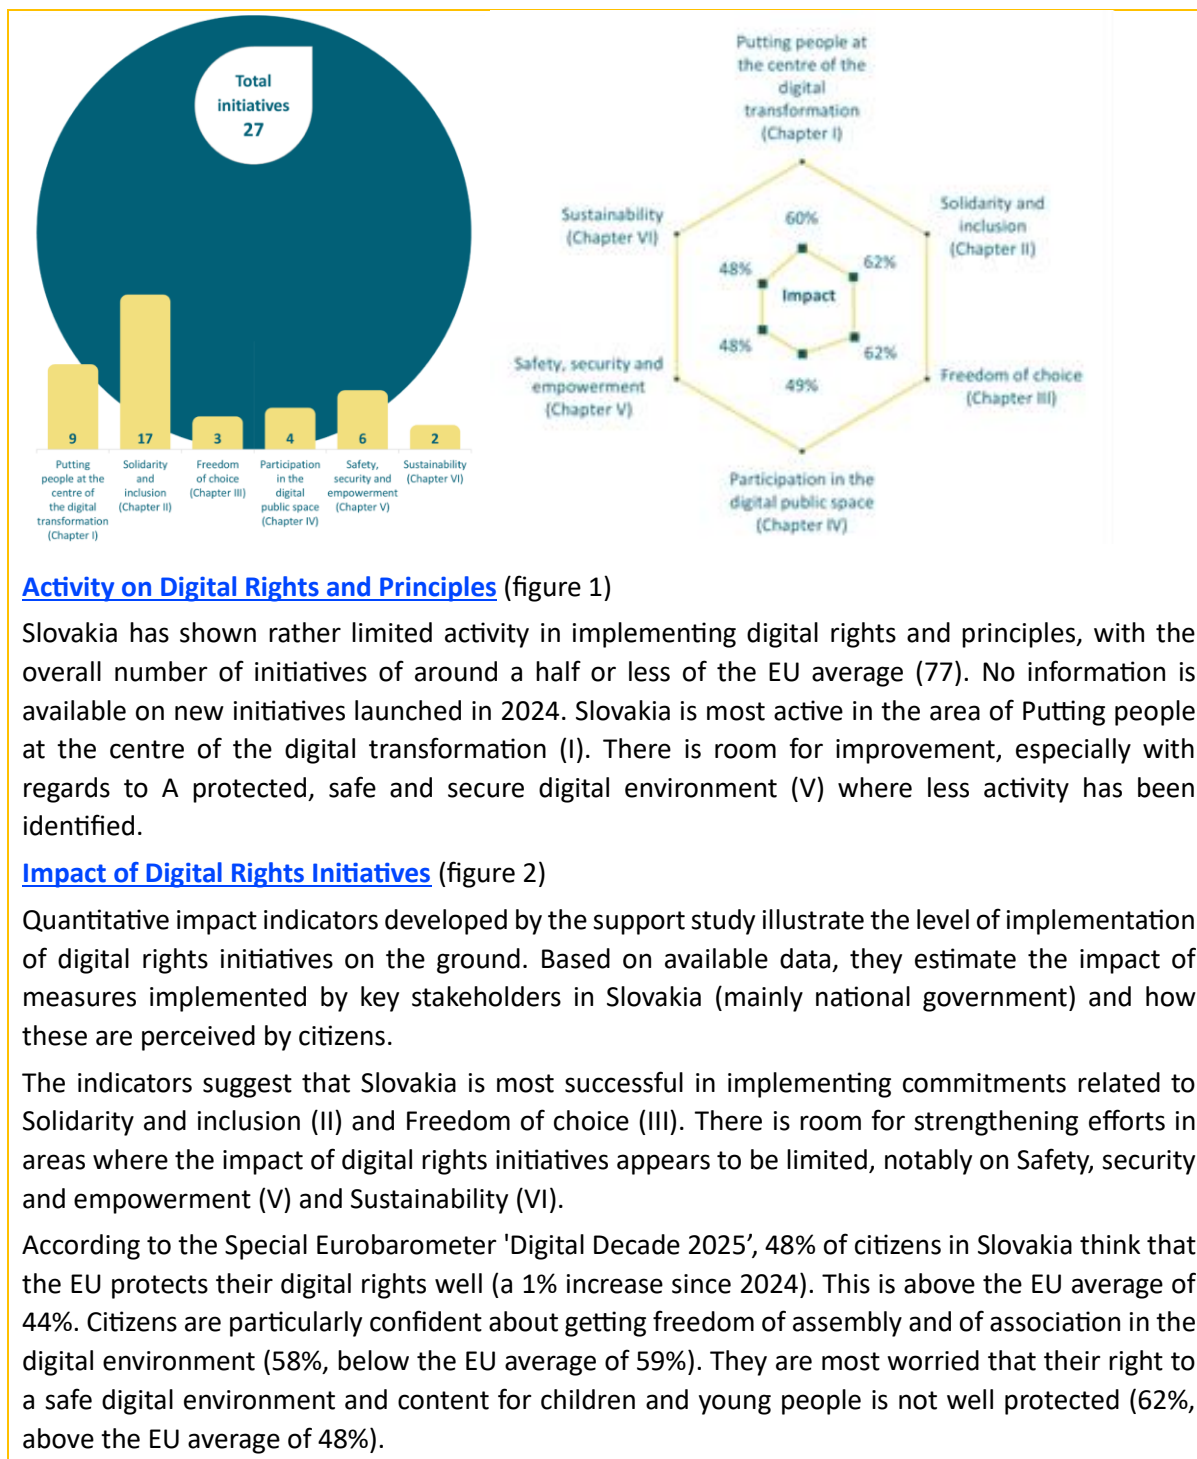 Total
initiatives
27
9
17
3
4
6
2
Putting
people at the
centre of
the digital
transformation
(Chapter I)
Solidarity
and
inclusion
(Chapter II)
Freedom
of choice
(Chapter III)
Participation
in the
digital
public space
(Chapter IV)
Safety,
security and
empowerment
(Chapter V)
Sustainability
(Chapter VI)
Putting people at
the centre of the
digital
transformation
(Chapter I)
Solidarity and
inclusion
(Chapter II)
Freedom of choice
(Chapter III)
Participation in the
digital public space
(Chapter IV)
Safety, security and
empowerment
(Chapter V)
Sustainability
(Chapter VI)
60%
62%
62%
49%
48%
48%
Impact
Activity on Digital Rights and Principles (figure 1)
Slovakia has shown rather limited activity in implementing digital rights and principles, with the
overall number of initiatives of around a half or less of the EU average (77). No information is
available on new initiatives launched in 2024. Slovakia is most active in the area of Putting people
at the centre of the digital transformation (I). There is room for improvement, especially with
regards to A protected, safe and secure digital environment (V) where less activity has been
identified.
Impact of Digital Rights Initiatives (figure 2)
Quantitative impact indicators developed by the support study illustrate the level of implementation
of digital rights initiatives on the ground. Based on available data, they estimate the impact of
measures implemented by key stakeholders in Slovakia (mainly national government) and how
these are perceived by citizens.
The indicators suggest that Slovakia is most successful in implementing commitments related to
Solidarity and inclusion (II) and Freedom of choice (III). There is room for strengthening efforts in
areas where the impact of digital rights initiatives appears to be limited, notably on Safety, security
and empowerment (V) and Sustainability (VI).
According to the Special Eurobarometer 'Digital Decade 2025’, 48% of citizens in Slovakia think that
the EU protects their digital rights well (a 1% increase since 2024). This is above the EU average of
44%. Citizens are particularly confident about getting freedom of assembly and of association in the
digital environment (58%, below the EU average of 59%). They are most worried that their right to
a safe digital environment and content for children and young people is not well protected (62%,
above the EU average of 48%).